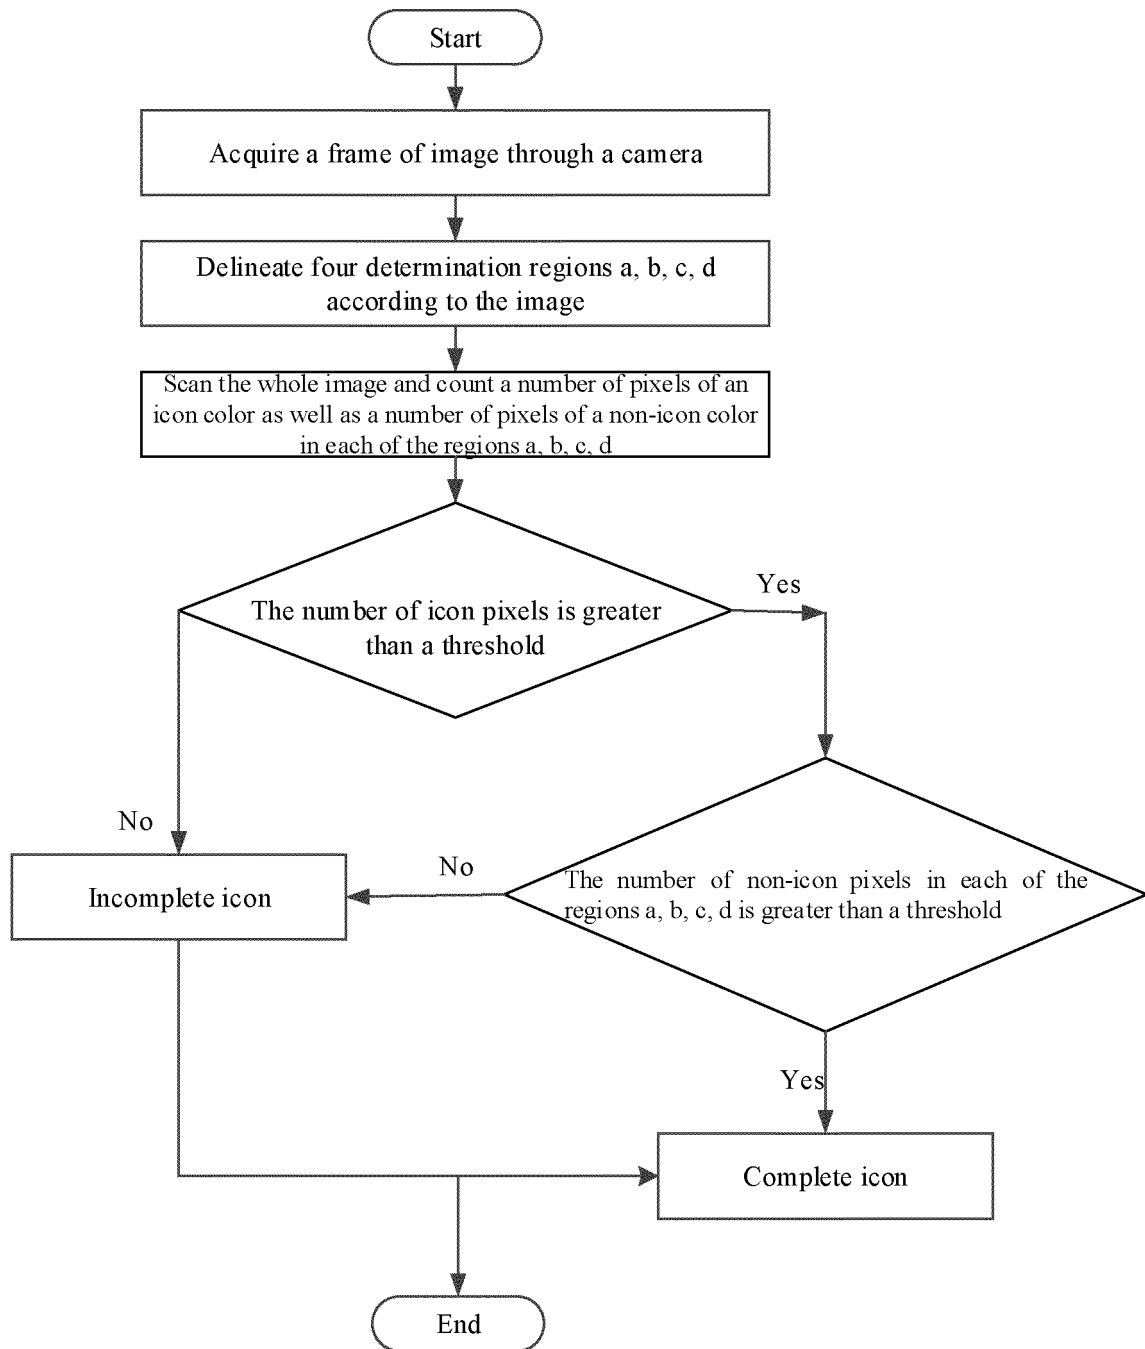 Start
Acquire a frame of image through a camera
Delineate four determination regions a, b, c, d
according to the image
Scan the whole image and count a number of pixels of an
icon color as well as a number of pixels of a non-icon color
in each of the regions a, b, c, d
Yes
The number of icon pixels is greater
than a threshold
No
No
Incomplete icon
The number of non-icon pixels in each of the
regions a, b, c, d is greater than a threshold
Yes
Complete icon
End